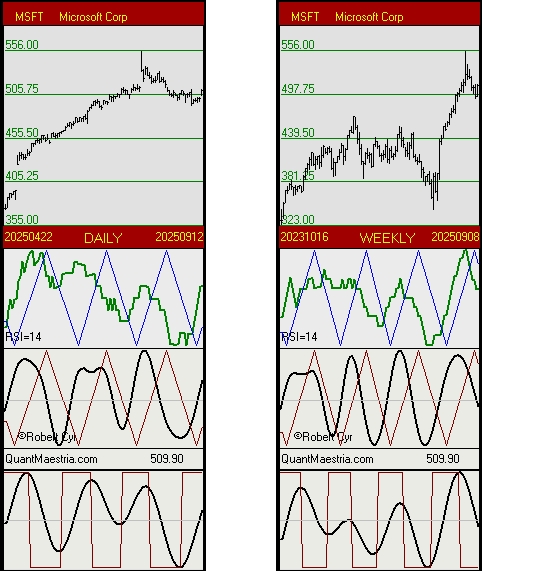 MSFT Microsoft Corp
556.00
505.75
455.50
405.25
355.00
20250422 DAILY 20250912
RSI=14
©Robert Cyr
QuantMaestria.com 509.90
MSFT Microsoft Corp
556.00
497.75
439.50
381.25
323.00
20231016 WEEKLY 20250908
RSI=14
©Robert Cyr
QuantMaestria.com 509.90